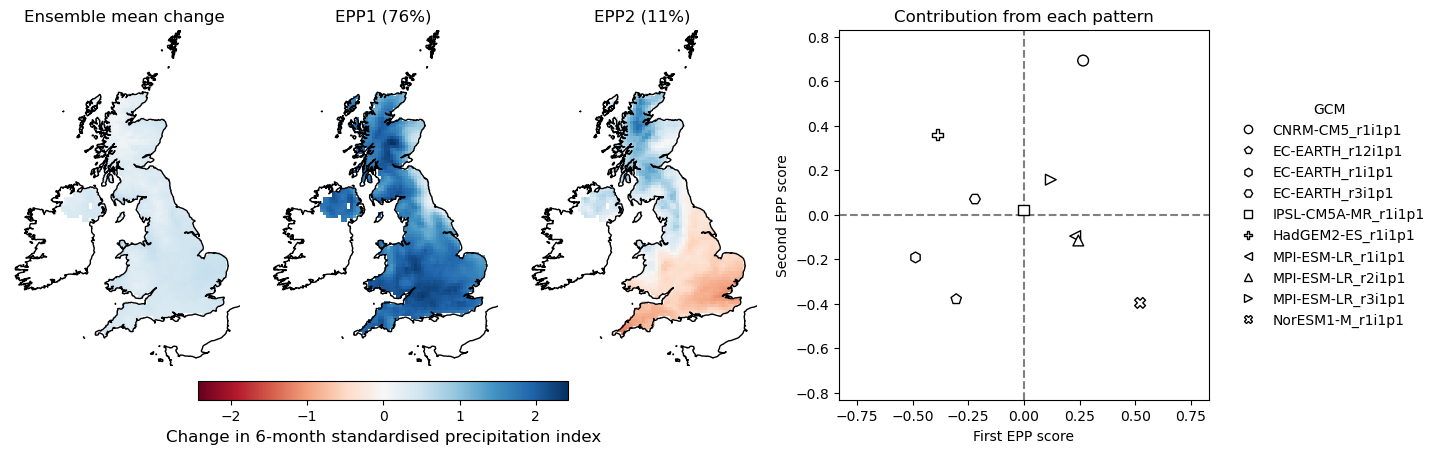 Ensemble mean change
EPP1 (76%)
EPP2 (11%)
−2 −1 0 1 2
Change in 6-month standardised precipitation index
Contribution from each pattern
0.8
0.6
0.4
0.2
0.0
−0.2
−0.4
−0.6
−0.8
Second EPP score
−0.75 −0.50 −0.25 0.00 0.25 0.50 0.75
First EPP score
GCM
CNRM-CM5_r1i1p1
EC-EARTH_r12i1p1
EC-EARTH_r1i1p1
EC-EARTH_r3i1p1
IPSL-CM5A-MR_r1i1p1
HadGEM2-ES_r1i1p1
MPI-ESM-LR_r1i1p1
MPI-ESM-LR_r2i1p1
MPI-ESM-LR_r3i1p1
NorESM1-M_r1i1p1